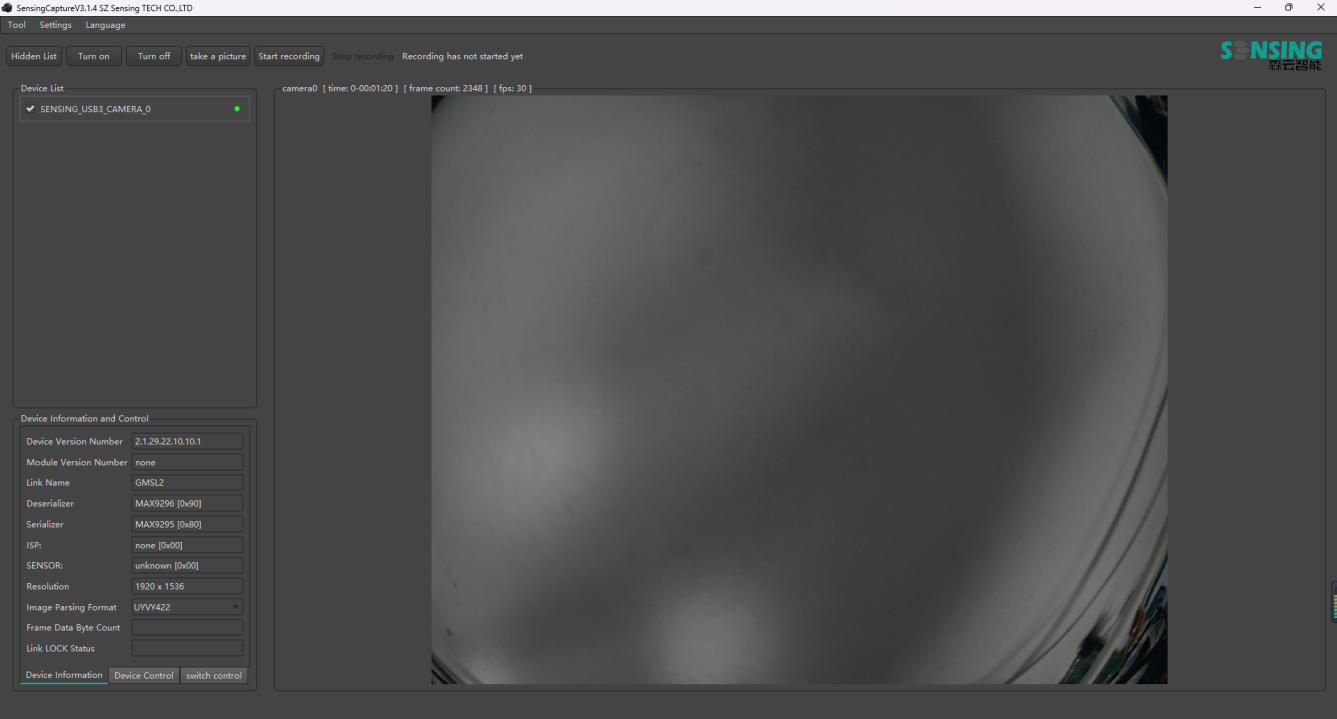 SensingCaptureV3.1.4 SZ Sensing TECH CO.,LTD
Tool Settings Language
Hidden List Turn on Turn off take a picture Start recording Stop recording Recording has not started yet
SENSING
森云智能
Device List
SENSING_USB3_CAMERA_0
camera0 [ time: 0-00:01:20 ] [ frame count: 2348 ] [ fps: 30 ]
Device Information and Control
Device Version Number 2.1.29.22.10.10.1
Module Version Number none
Link Name GMSL2
Deserializer MAX9296 [0x90]
Serializer MAX9295 [0x80]
ISP: none [0x00]
SENSOR: unknown [0x00]
Resolution 1920 x 1536
Image Parsing Format UYVY422
Frame Data Byte Count
Link LOCK Status
Device Information Device Control switch control